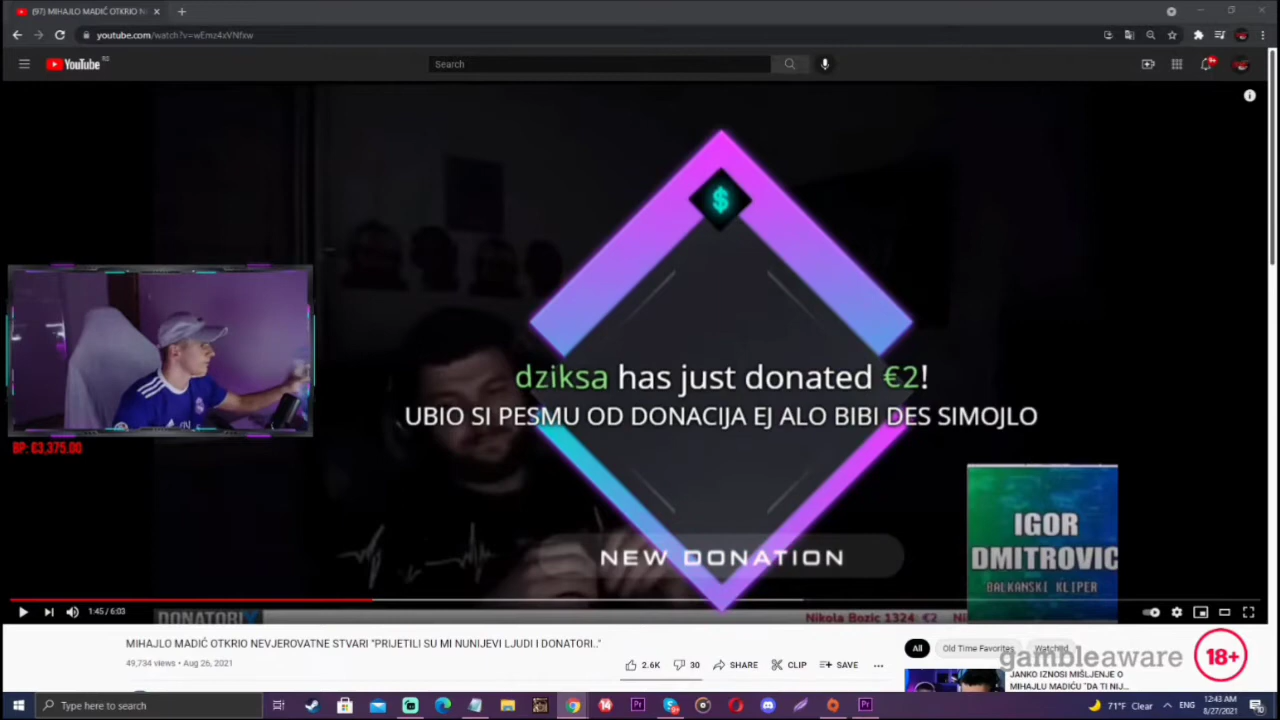 (97) MIHAJLO MADIĆ OTKRIO N
youtube.com/watch?v=wEmz4xVNfxw
YouTube RS
Search
9+
$
dziksa has just donated €2!
UBIO SI PESMU OD DONACIJA EJ ALO BIBI DES SIMOJLO
BP: 63,375.00
NEW DONATION
IGOR
DMITROVIC
BALKANSKI KLIPER
1:45 / 6:03
DONATORI
Nikola Bozic 1324: €2
MIHAJLO MADIĆ OTKRIO NEVJEROVATNE STVARI "PRIJETILI SU MI NUNIJEVI LJUDI I DONATORI.."
49,734 views • Aug 26, 2021
2.6K
30
SHARE
CLIP
SAVE
All
Old Time Favorites
Watched
gambleaware
18+
JANKO IZNOSI MIŠLJENJE O
MIHAJLU MADIĆU "DA TI NIJ...
Type here to search
71°F Clear
ENG
12:43 AM
8/27/2021